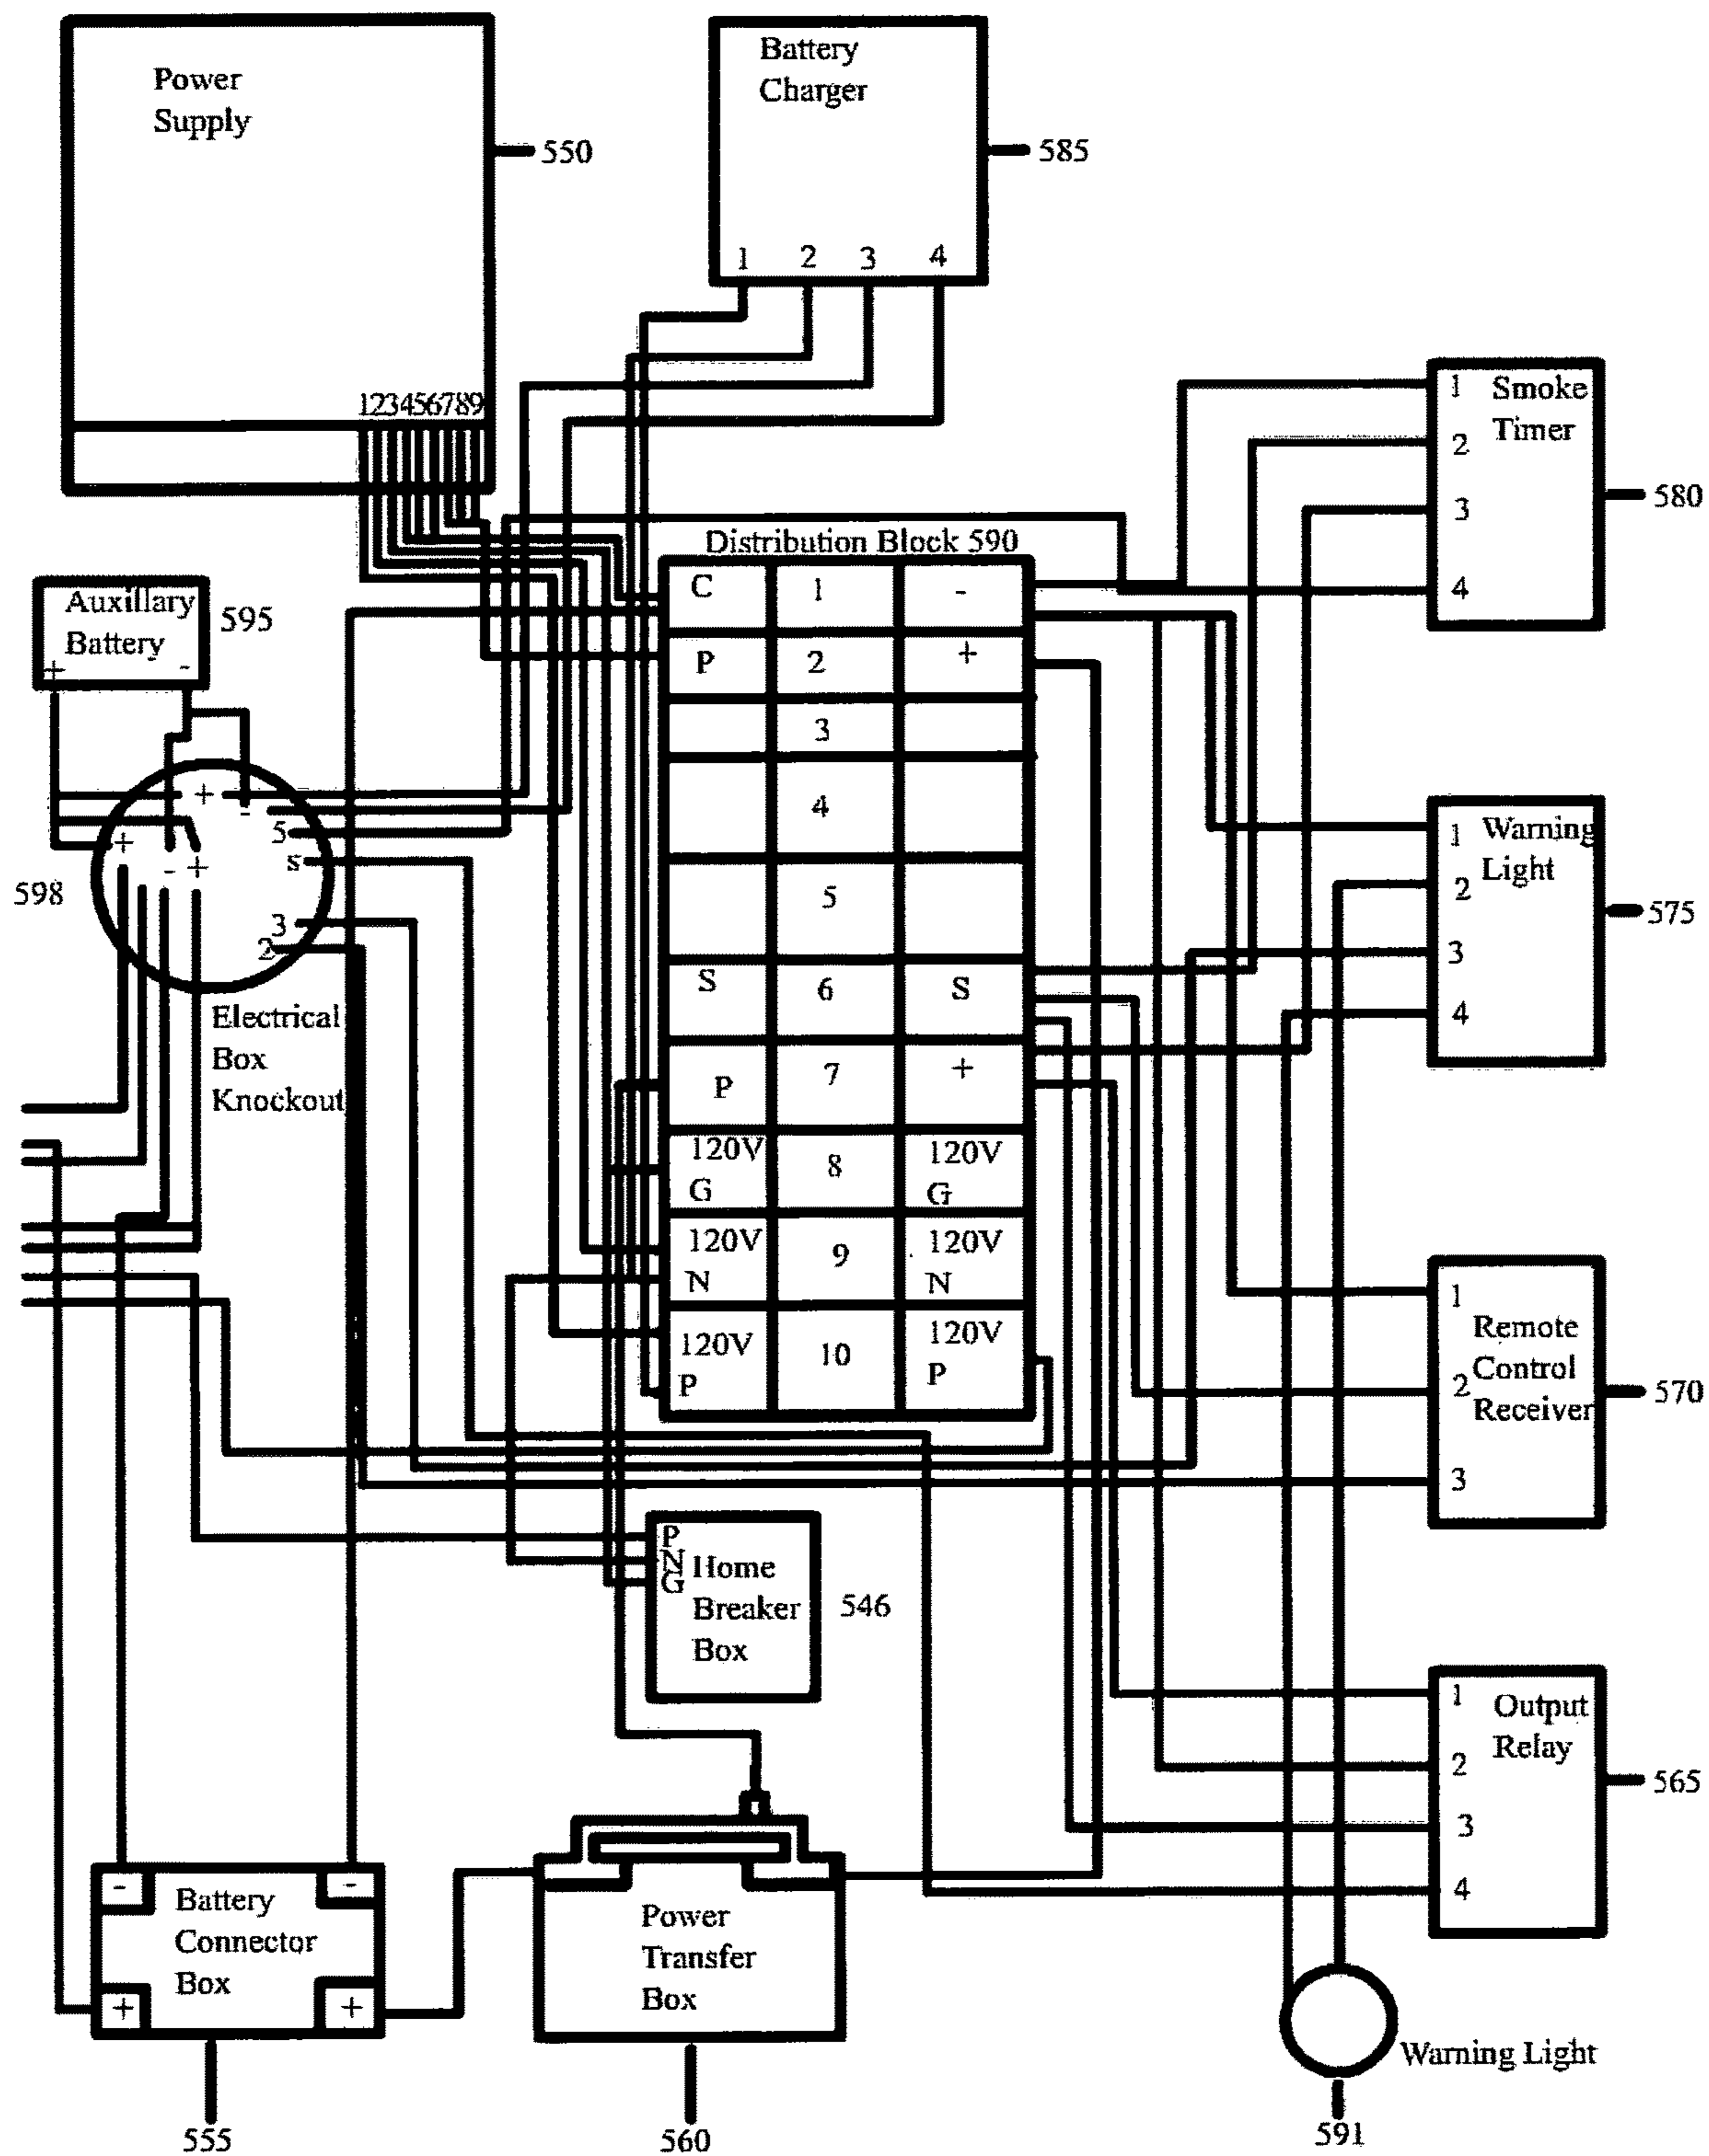 Power
Supply
550
123456789
Battery
Charger
585
1 2 3 4
Smoke
Timer
1
2
3
4
580
Distribution Block 590
C 1 -
P 2 +
3
4
5
S 6 S
P 7 +
120V
G
8
120V
G
120V
N
9
120V
N
120V
P
10
120V
P
Auxillary
Battery
+ -
595
+
-
5
s
+
- +
3
2
598
Electrical
Box
Knockout
1
2
3
4
Warning
Light
575
1
2
3
Remote
Control
Receiver
570
P
N
G
Home
Breaker
Box
546
1
2
3
4
Output
Relay
565
- -
Battery
Connector
Box
+ +
555
Power
Transfer
Box
560
Warning Light
591